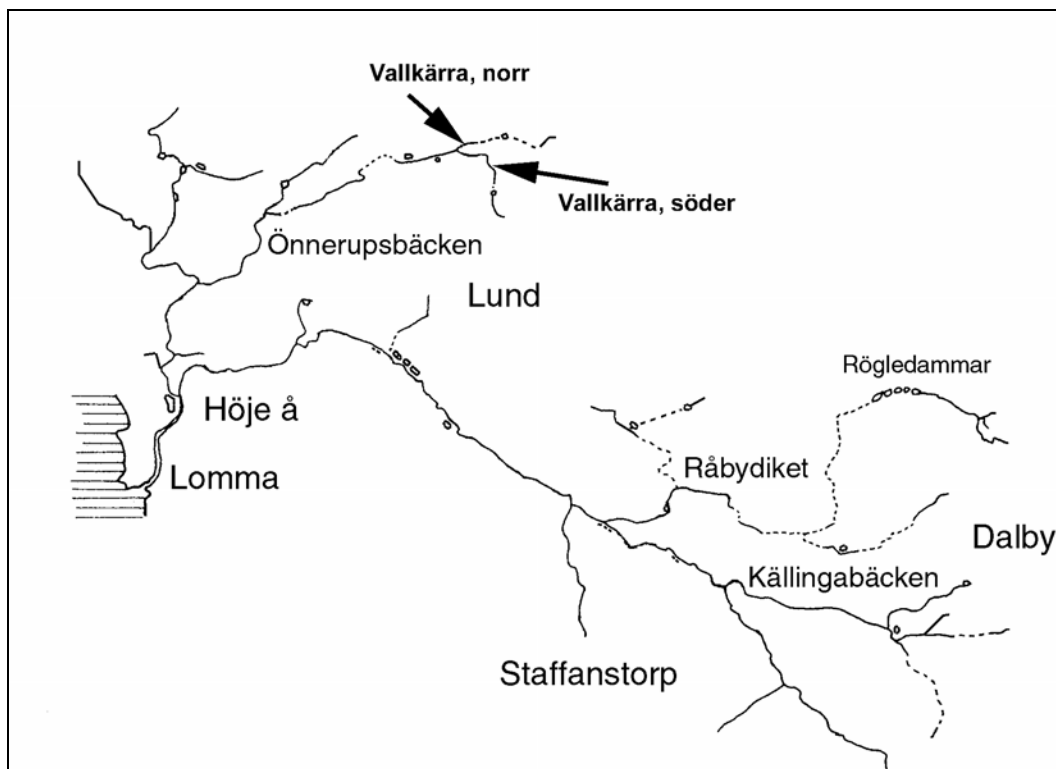 Vallkärra, norr
Vallkärra, söder
Önnerupsbäcken
Lund
Rögledammar
Höje å
Råbydiket
Lomma
Dalby
Källingabäcken
Staffanstorp